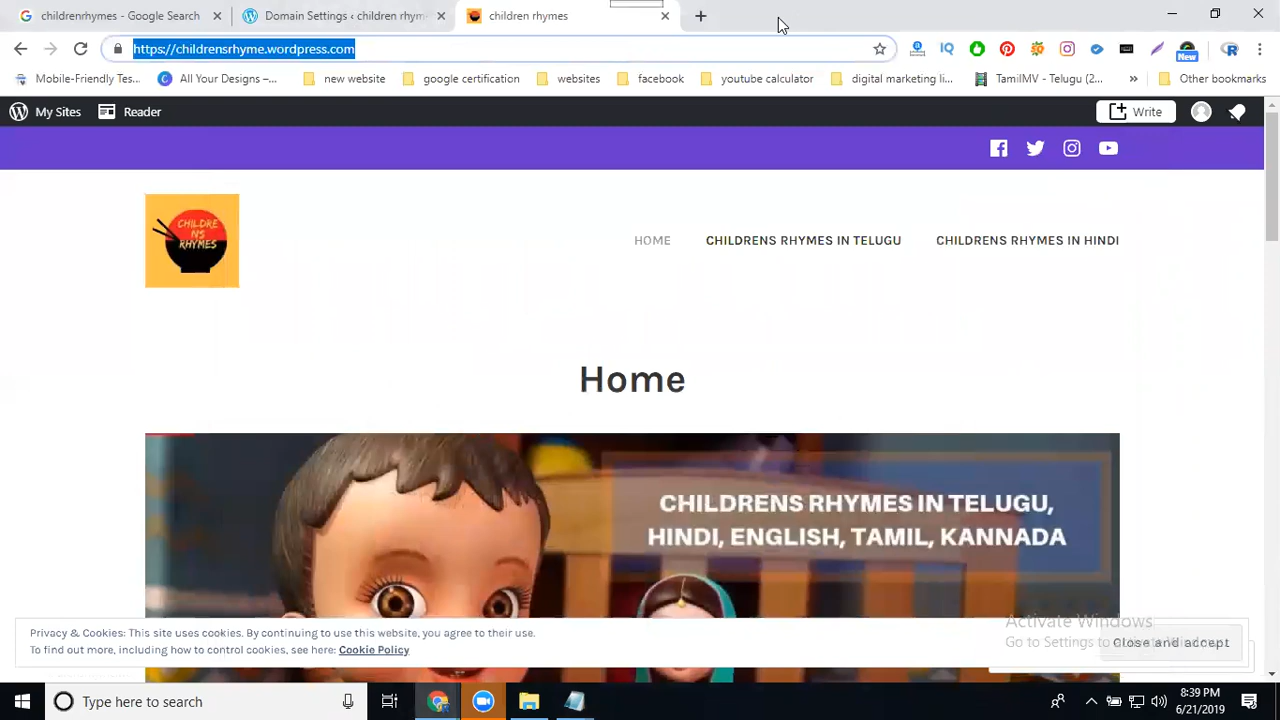 childrenrhymes - Google Search
Domain Settings ‹ children rhym
children rhymes
https://childrensrhyme.wordpress.com
New
Mobile-Friendly Tes...
All Your Designs –...
new website
google certification
websites
facebook
youtube calculator
digital marketing li...
TamilMV - Telugu (2...
»
Other bookmarks
My Sites
Reader
Write
CHILDRE
NS
RHYMES
HOME
CHILDRENS RHYMES IN TELUGU
CHILDRENS RHYMES IN HINDI
Home
CHILDRENS RHYMES IN TELUGU,
HINDI, ENGLISH, TAMIL, KANNADA
Privacy & Cookies: This site uses cookies. By continuing to use this website, you agree to their use.
To find out more, including how to control cookies, see here: Cookie Policy
Close and accept
Activate Windows
Go to Settings to activate Windows.
Type here to search
8:39 PM
6/21/2019